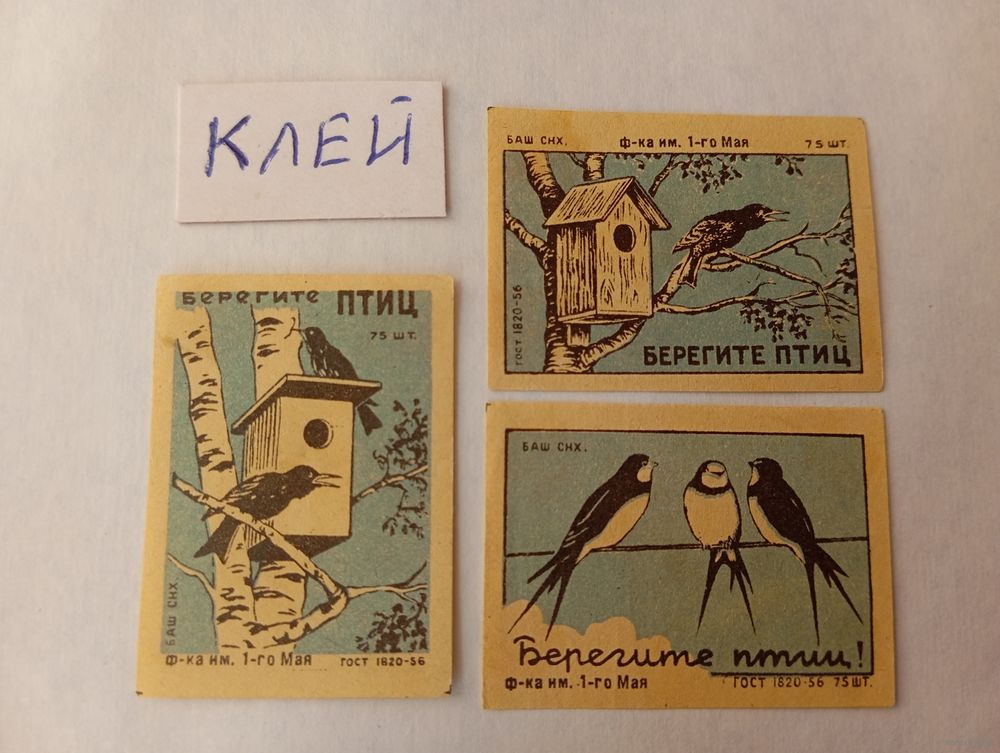 КЛЕЙ
БАШ СНХ. ф-ка им. 1-го Мая 75 ШТ.
ГОСТ 1820-56
БЕРЕГИТЕ ПТИЦ
БЕРЕГИТЕ ПТИЦ
75 ШТ.
БАШ СНХ.
ф-ка им. 1-го Мая ГОСТ 1820-56
БАШ СНХ.
Берегите птиц!
ф-ка им. 1-го Мая ГОСТ 1820-56 75 ШТ.